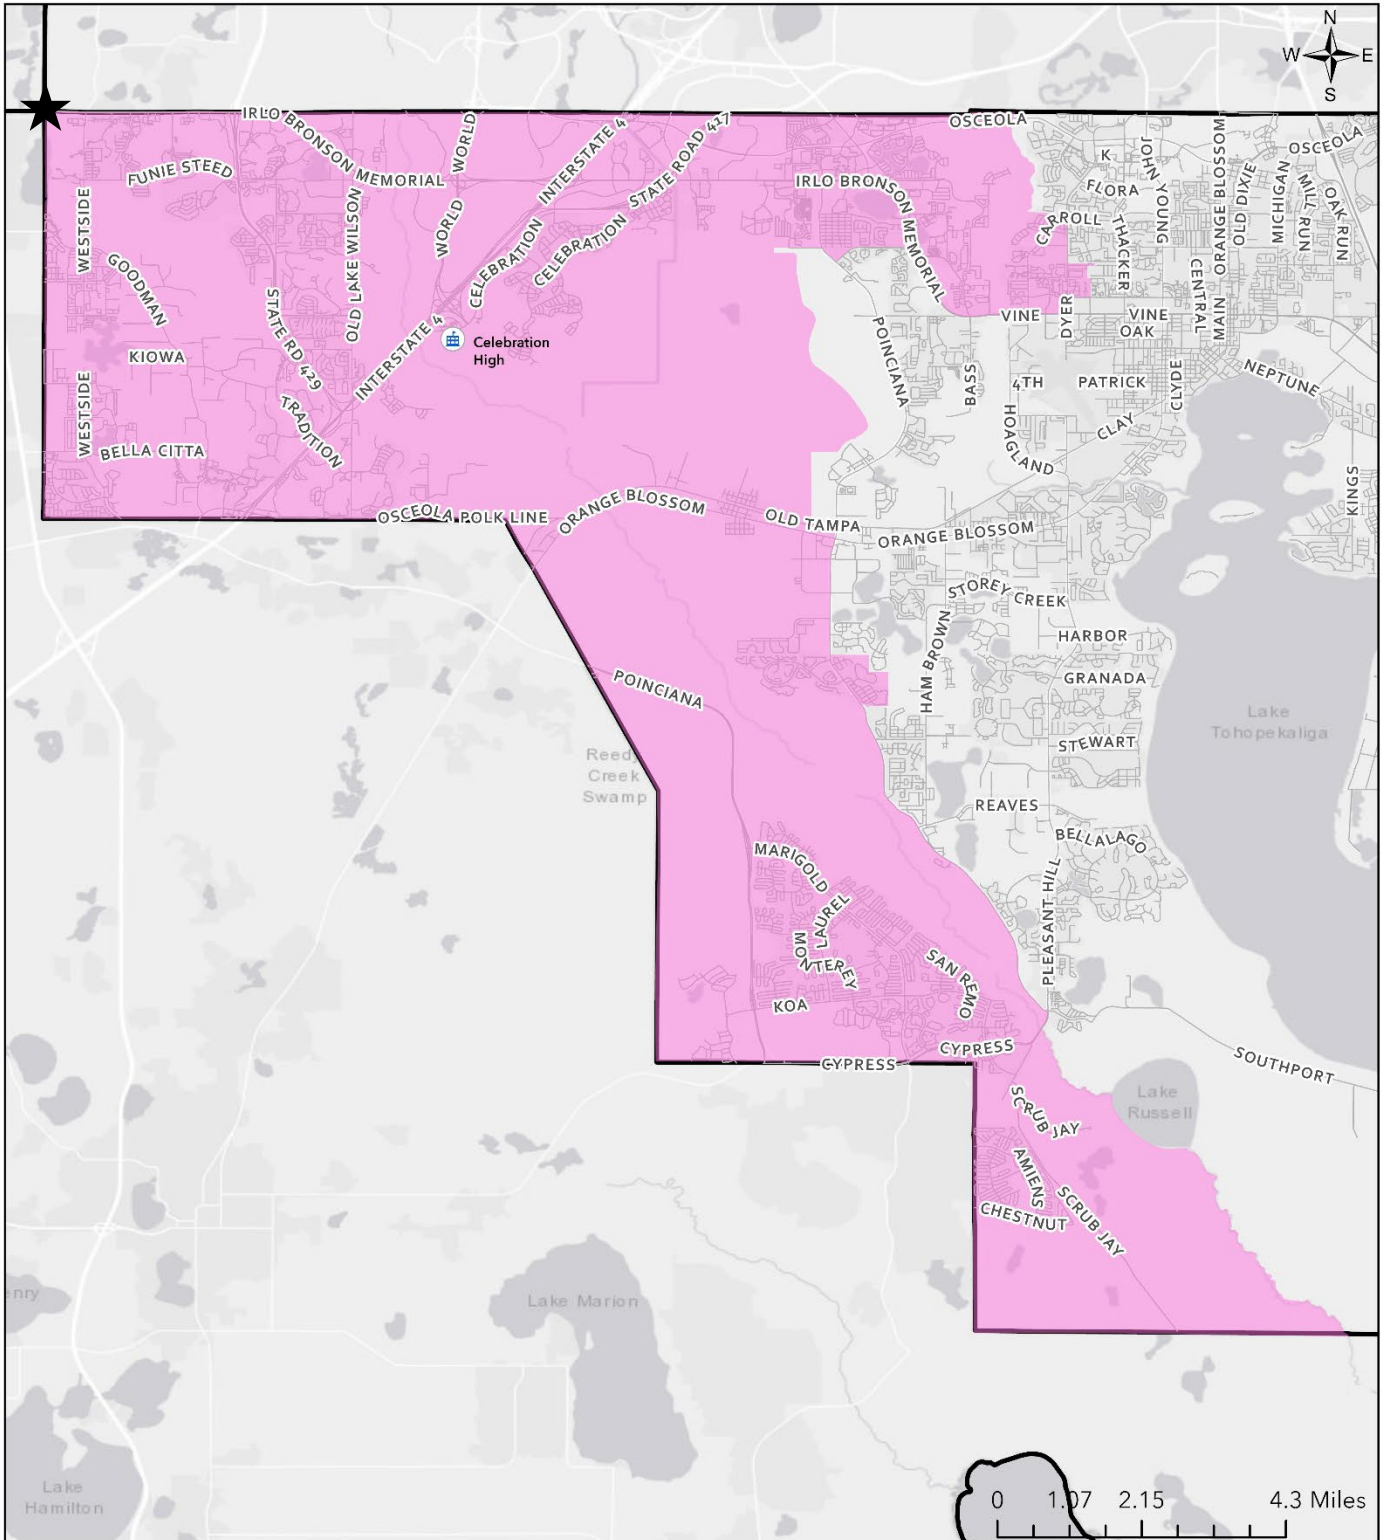 N
W E
S
IRLO BRONSON MEMORIAL
WORLD
INTERSTATE 4
STATE ROAD 417
OSCEOLA
OSCEOLA
FUNIE STEED
K
FLORA
JOHN YOUNG
ORANGE BLOSSOM
OLD DIXIE
MICHIGAN
MILL RUN
OAK RUN
WESTSIDE
OLD LAKE WILSON
WORLD
CELEBRATION
CELEBRATION
IRLO BRONSON MEMORIAL
CARROLL
THACKER
CENTRAL
MAIN
GOODMAN
STATE RD 429
INTERSTATE 4
Celebration
High
KIOWA
POINCIANA
VINE
DYER
VINE
OAK
BASS
4TH
PATRICK
CLYDE
NEPTUNE
WESTSIDE
TRADITION
BELLA CITTA
HOAGLAND
CLAY
KINGS
OSCEOLA POLK LINE
ORANGE BLOSSOM
OLD TAMPA
ORANGE BLOSSOM
STOREY CREEK
HAM BROWN
HARBOR
GRANADA
POINCIANA
Lake
Tohopekaliga
STEWART
Reedy
Creek
Swamp
REAVES
BELLALAGO
MARIGOLD
LAUREL
MONTEREY
PLEASANT HILL
SAN REMO
KOA
CYPRESS
CYPRESS
SOUTHPORT
Lake
Russell
SCRUB JAY
AMIENS
CHESTNUT
SCRUB JAY
enry
Lake Marion
Lake
Hamilton
0 1.07 2.15 4.3 Miles